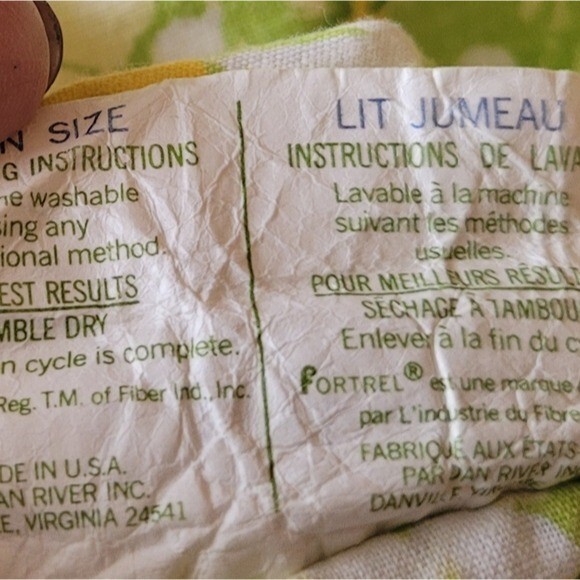 N SIZE
G INSTRUCTIONS
ne washable
sing any
ional method.
EST RESULTS
MBLE DRY
n cycle is complete.
Reg. T.M. of Fiber Ind., Inc.
DE IN U.S.A.
AN RIVER INC.
E, VIRGINIA 24541
LIT JUMEAU
INSTRUCTIONS DE LAVA
Lavable à la machine
suivant les méthodes
usuelles.
POUR MEILLEURS RÉSULT
SÉCHAGE À TAMBOU
Enlever à la fin du c
FORTREL® est une marque
par L'industrie du Fibre
FABRIQUÉ AUX ÉTATS
PAR DAN RIVER IN
DANVILLE